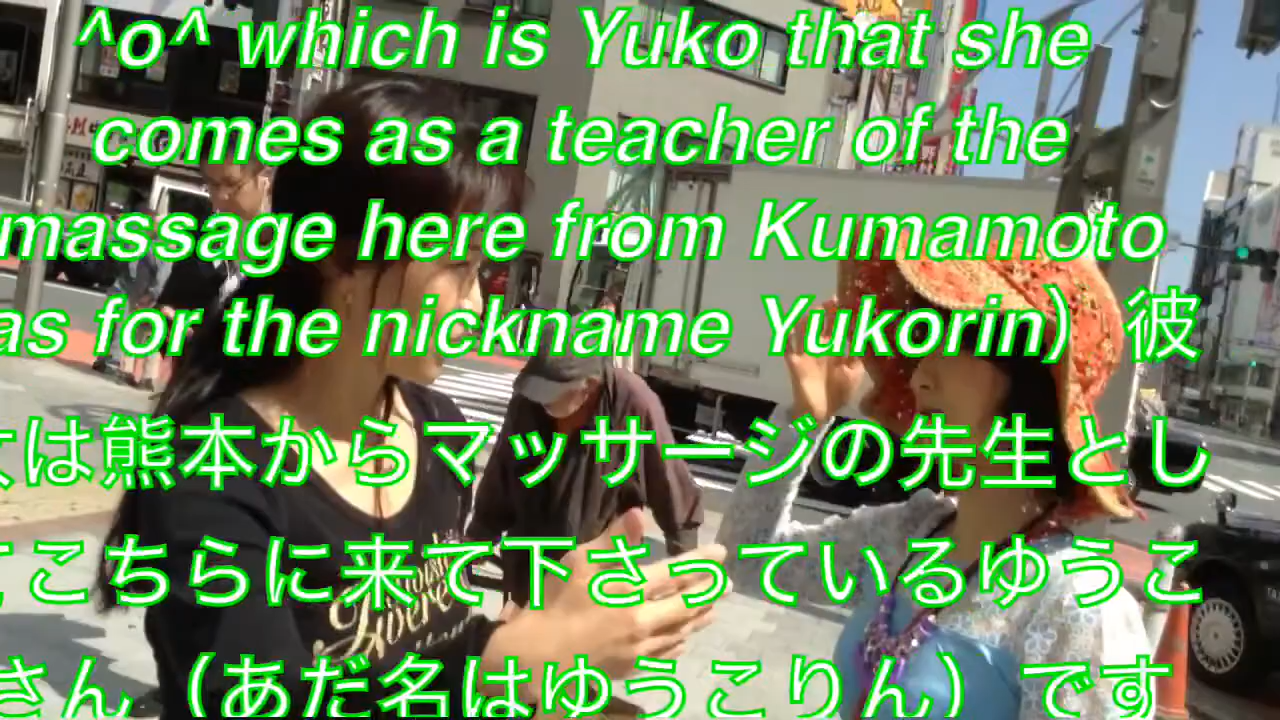 ^o^ which is Yuko that she
comes as a teacher of the
massage here from Kumamoto
as for the nickname Yukorin）彼
女は熊本からマッサージの先生とし
てこちらに来て下さっているゆうこ
さん（あだ名はゆうこりん）です